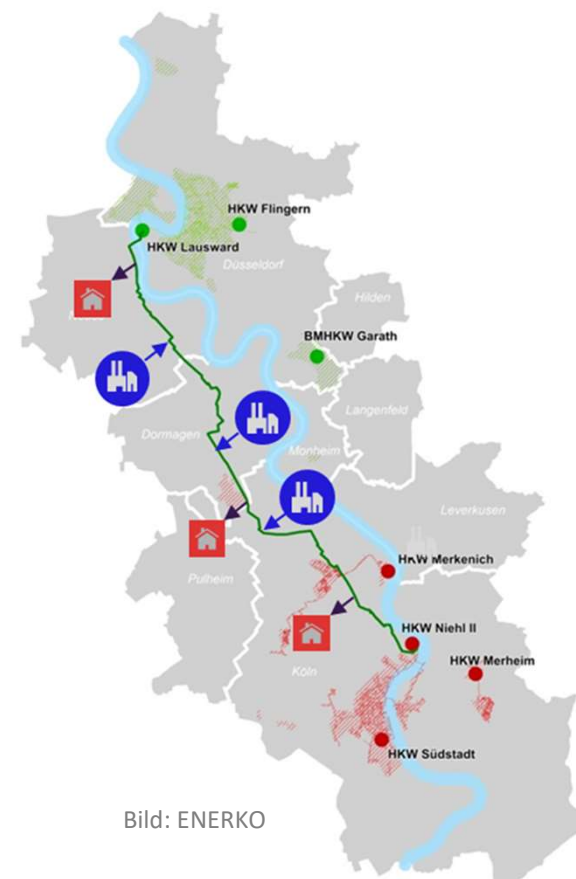 HKW Flingern
HKW Lausward
Düsseldorf
Hilden
BMHKW Garath
Langenfeld
Dormagen
Monheim
Leverkusen
HKW Merkenich
Pulheim
HKW Niehl II
HKW Merheim
Köln
HKW Südstadt
Bild: ENERKO